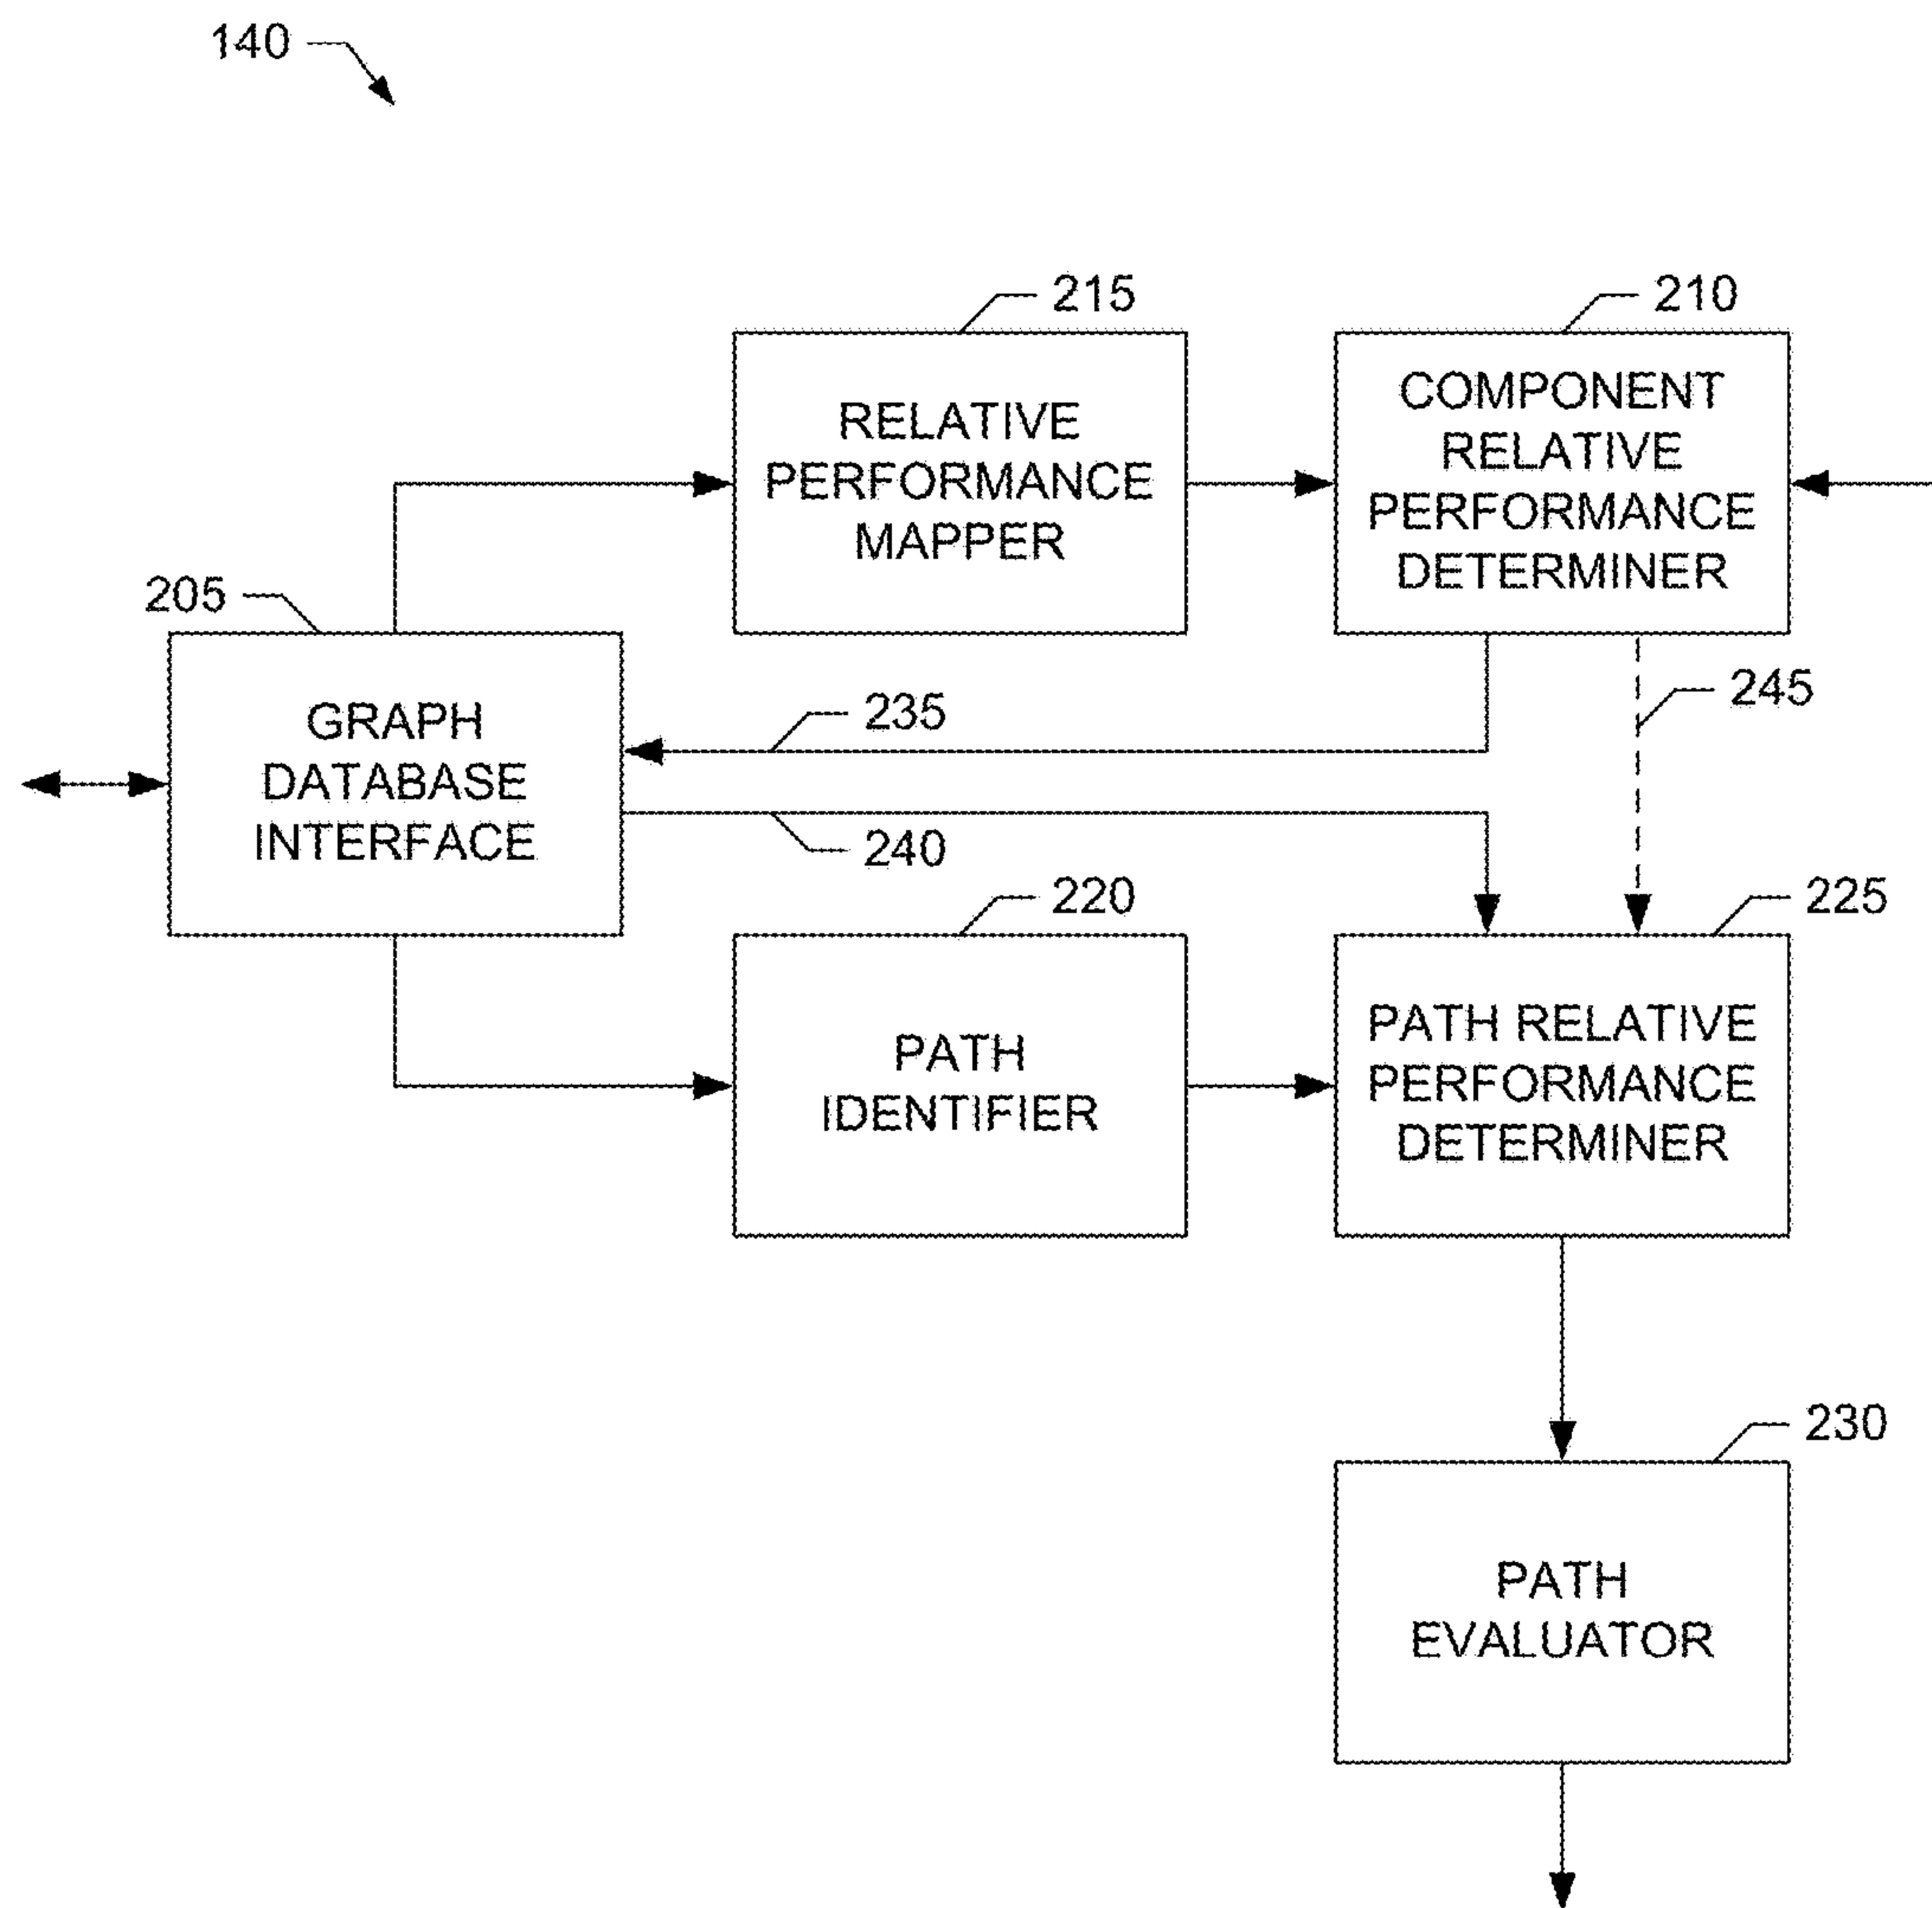 140
215
210
RELATIVE
PERFORMANCE
MAPPER
COMPONENT
RELATIVE
PERFORMANCE
DETERMINER
205
GRAPH
DATABASE
INTERFACE
235
245
240
220
225
PATH
IDENTIFIER
PATH RELATIVE
PERFORMANCE
DETERMINER
230
PATH
EVALUATOR